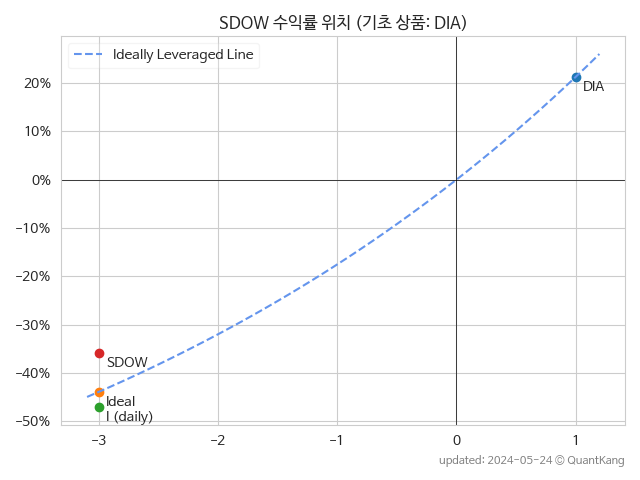 SDOW 수익률 위치 (기초 상품: DIA)
Ideally Leveraged Line
20%
10%
0%
-10%
-20%
-30%
-40%
-50%
DIA
SDOW
Ideal
I (daily)
-3
-2
-1
0
1
updated: 2024-05-24 © QuantKang